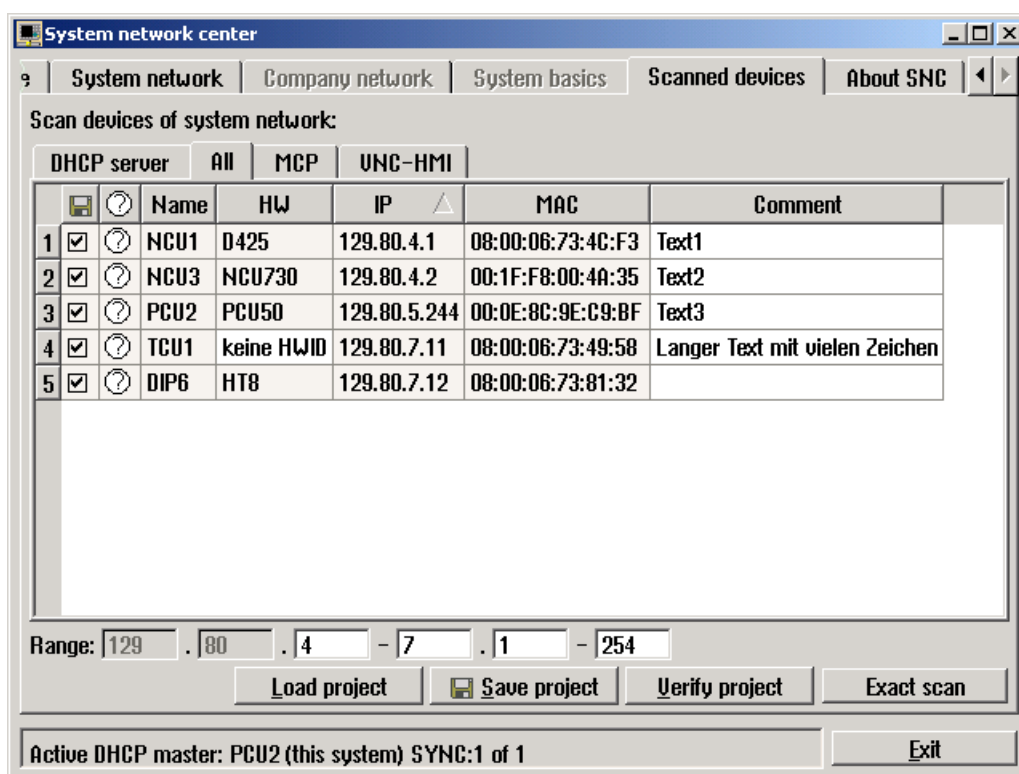 System network center
System network Company network System basics Scanned devices About SNC
Scan devices of system network:
DHCP server All MCP VNC-HMI
Name HW IP MAC Comment
1 NCU1 D425 129.80.4.1 08:00:06:73:4C:F3 Text1
2 NCU3 NCU730 129.80.4.2 00:1F:F8:00:4A:35 Text2
3 PCU2 PCU50 129.80.5.244 00:0E:8C:9E:C9:BF Text3
4 TCU1 keine HWID 129.80.7.11 08:00:06:73:49:58 Langer Text mit vielen Zeichen
5 DIP6 HT8 129.80.7.12 08:00:06:73:81:32
Range: 129 . 80 . 4 - 7 . 1 - 254
Load project Save project Verify project Exact scan
Active DHCP master: PCU2 (this system) SYNC:1 of 1 Exit